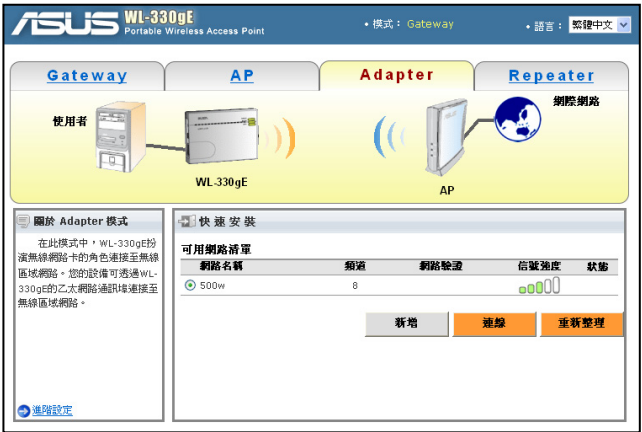 ASUS WL-330gE
Portable Wireless Access Point
•模式： Gateway
•語言： 繁體中文
Gateway
AP
Adapter
Repeater
使用者
WL-330gE
AP
網際網路
關於 Adapter 模式
在此模式中，WL-330gE扮
演無線網路卡的角色連接至無線
區域網路。您的設備可透過WL-
330gE的乙太網路通訊埠連接至
無線區域網路。
進階設定
快速安裝
可用網路清單
網路名稱 頻道 網路驗證 信號強度 狀態
500w 8
新增 連線 重新整理